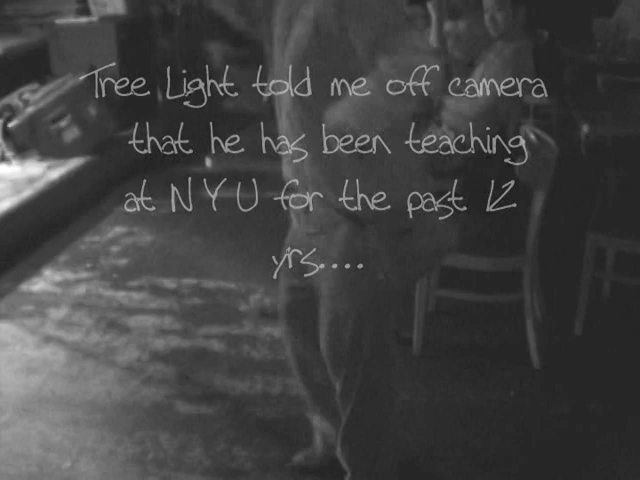 Tree Light told me off camera
that he has been teaching
at NYU for the past 12
yrs....